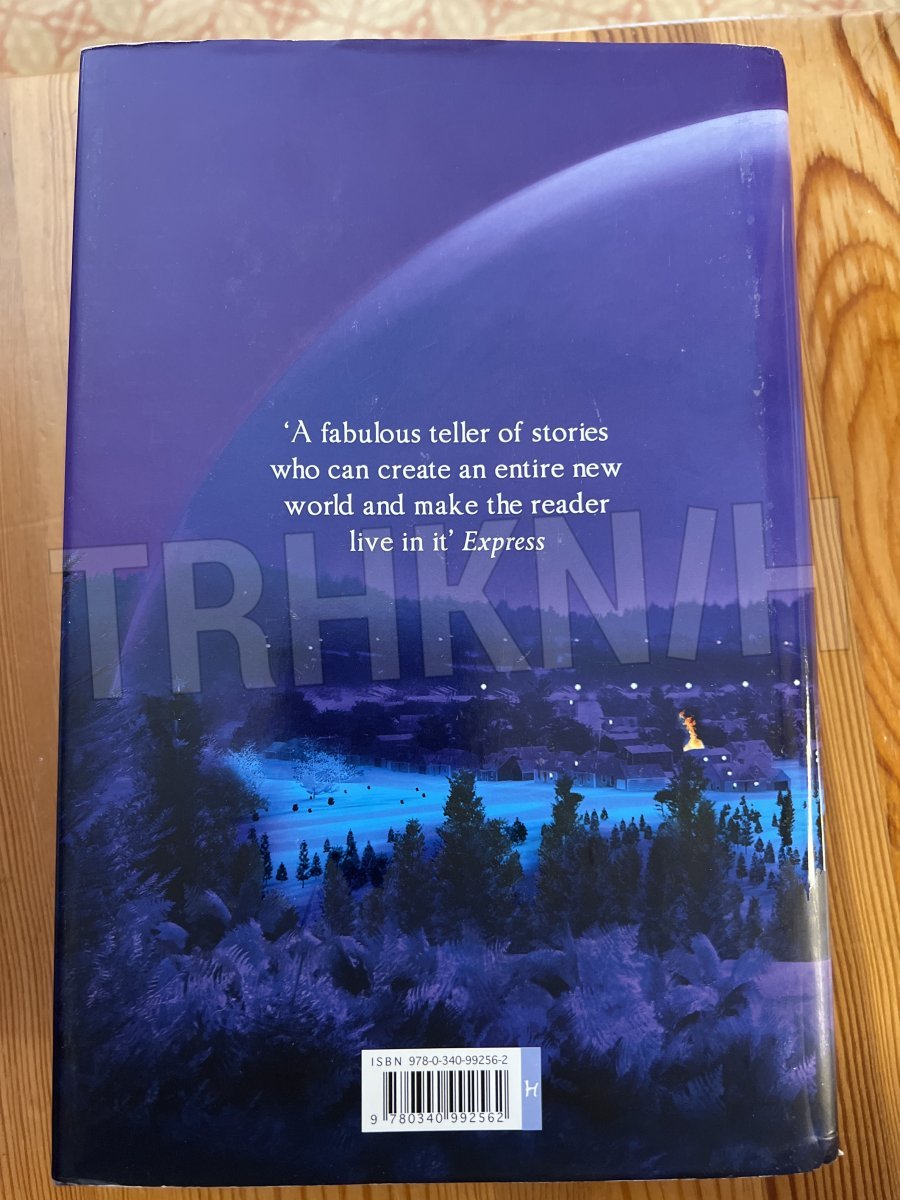 ‘A fabulous teller of stories
who can create an entire new
world and make the reader
live in it’ Express
TRHKN/H
ISBN 978-0-340-99256-2
H
9 780340 992562